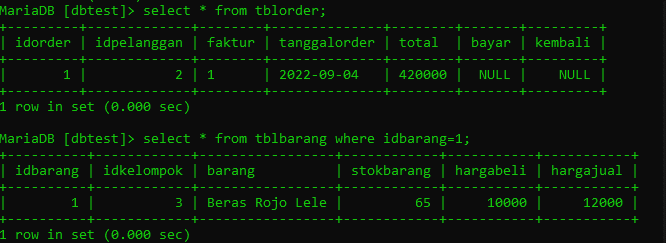 MariaDB [dbtest]> select * from tblorder;
+---------+-------------+--------+--------------+--------+-------+---------+
| idorder | idpelanggan | faktur | tanggalorder | total  | bayar | kembali |
+---------+-------------+--------+--------------+--------+-------+---------+
|       1 |           2 | 1      | 2022-09-04   | 420000 |  NULL |    NULL |
+---------+-------------+--------+--------------+--------+-------+---------+
1 row in set (0.000 sec)

MariaDB [dbtest]> select * from tblbarang where idbarang=1;
+----------+------------+-----------------+------------+-----------+-----------+
| idbarang | idkelompok | barang          | stokbarang | hargabeli | hargajual |
+----------+------------+-----------------+------------+-----------+-----------+
|        1 |          3 | Beras Rojo Lele |         65 |     10000 |     12000 |
+----------+------------+-----------------+------------+-----------+-----------+
1 row in set (0.000 sec)